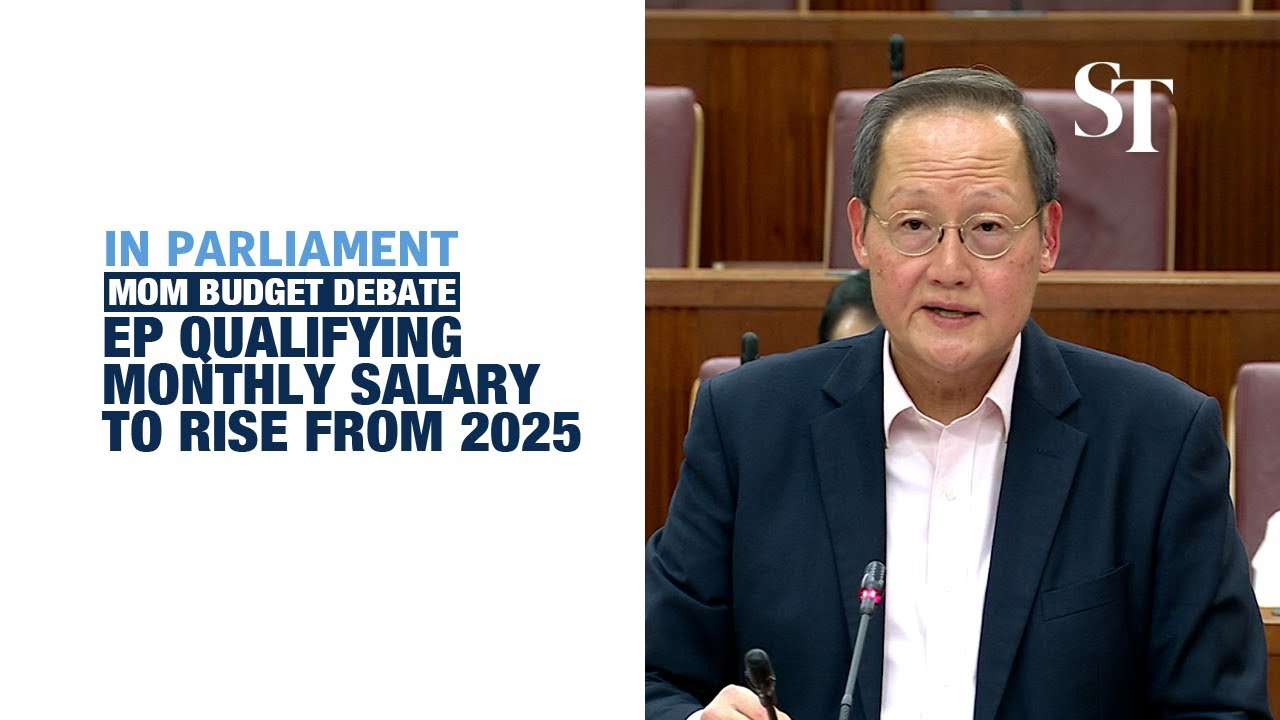 IN PARLIAMENT
MOM BUDGET DEBATE
EP QUALIFYING
MONTHLY SALARY
TO RISE FROM 2025
ST